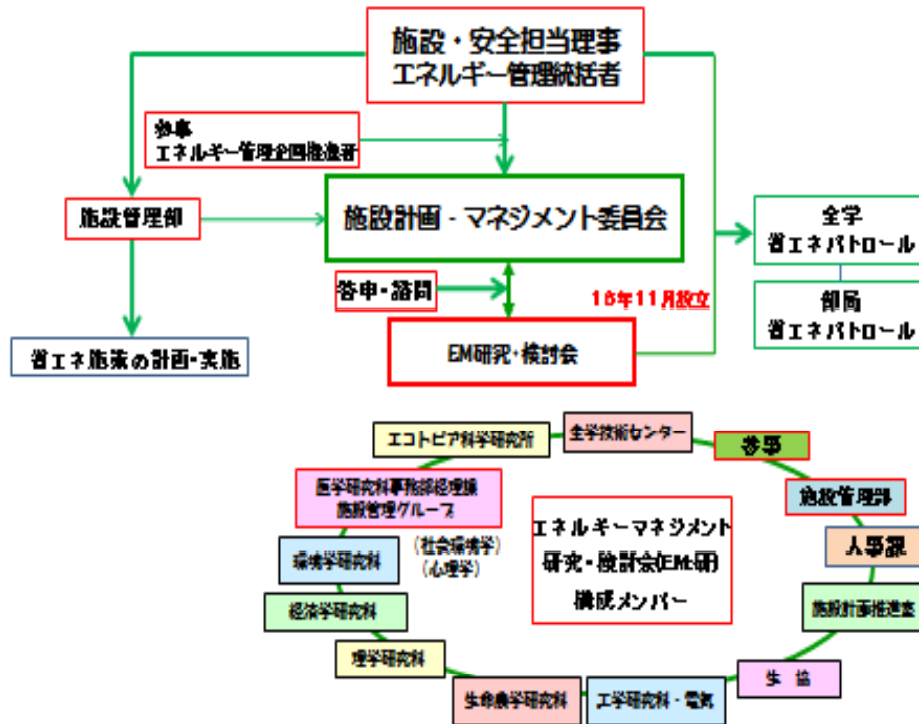 施設・安全担当理事
エネルギー管理統括者
参事
エネルギー管理企画推進者
施設管理部
施設計画‐マネジメント委員会
全学
省エネパトロール
答申・諮問
16年11月設立
部局
省エネパトロール
省エネ施策の計画・実施
EM研究・検討会
エコトピア科学研究所
全学技術センター
参事
医学研究科事務部経理課
施設管理グループ
施設管理部
(社会環境学)
(心理学)
エネルギーマネジメント
研究・検討会(EM研)
構成メンバー
人事課
環境学研究科
経済学研究科
施設計画推進室
理学研究科
生協
生命農学研究科
工学研究科‐電気